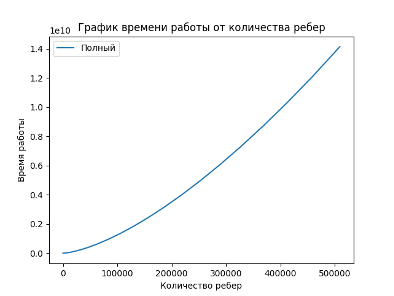 График времени работы от количества ребер
1e10
Полный
1.4
1.2
1.0
0.8
0.6
0.4
0.2
0.0
Время работы
0 100000 200000 300000 400000 500000
Количество ребер